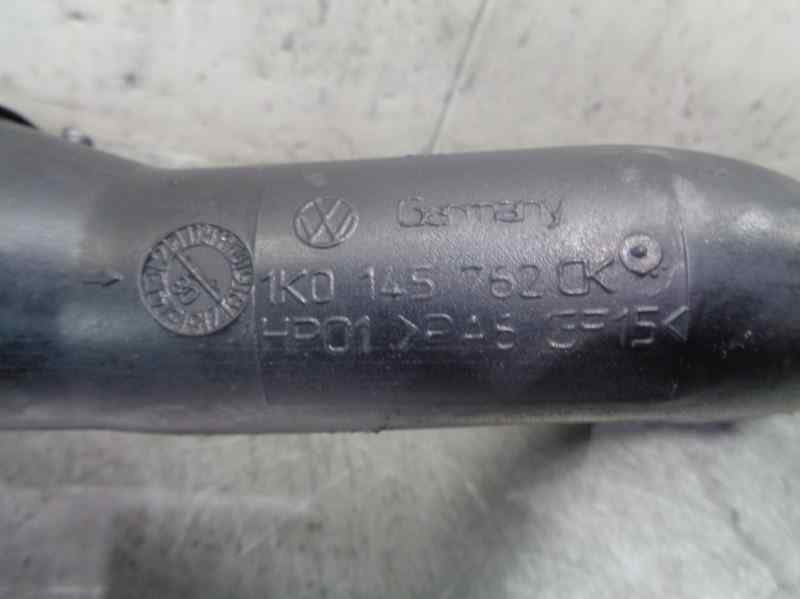 Germany
1K0 145 762 CK
HP01 >PA6 GF15<